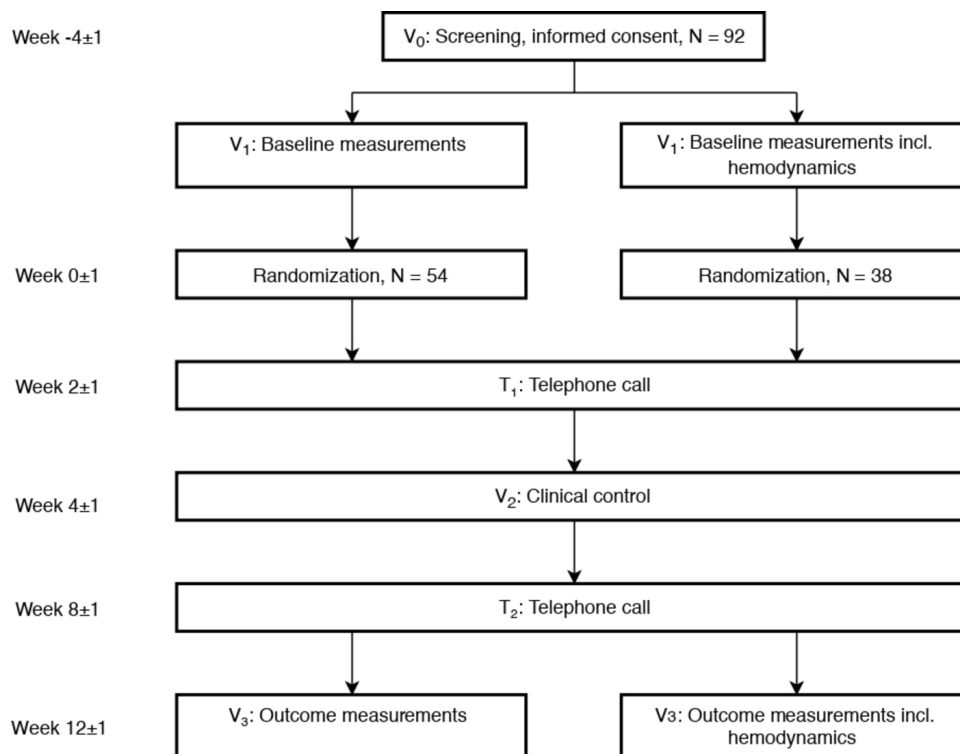 Week -4±1
V₀: Screening, informed consent, N = 92
V₁: Baseline measurements
V₁: Baseline measurements incl.
hemodynamics
Week 0±1
Randomization, N = 54
Randomization, N = 38
Week 2±1
T₁: Telephone call
Week 4±1
V₂: Clinical control
Week 8±1
T₂: Telephone call
Week 12±1
V₃: Outcome measurements
V3: Outcome measurements incl.
hemodynamics